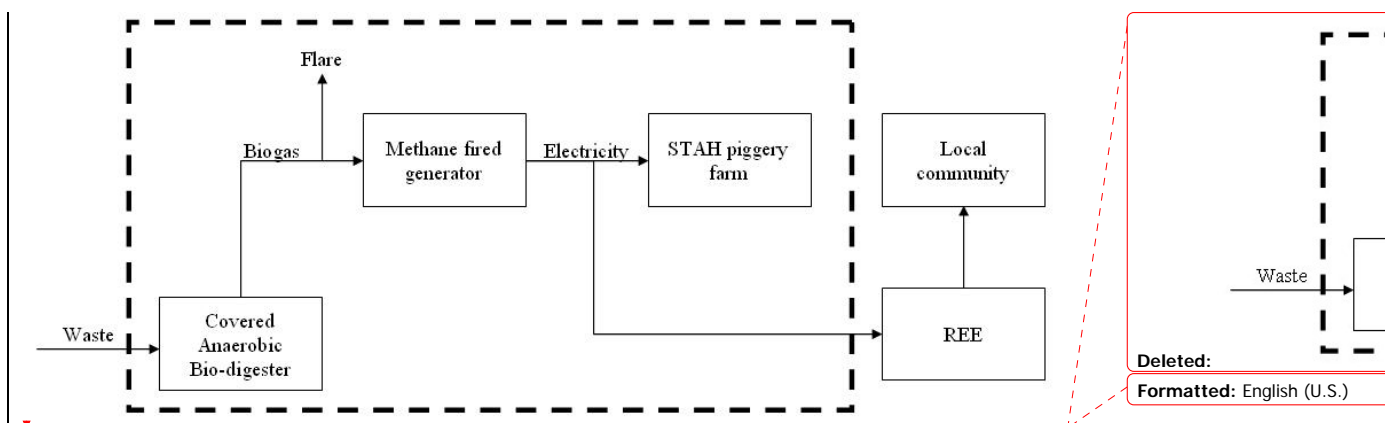 Flare
Biogas
Methane fired
generator
Electricity
STAH piggery
farm
Local
community
Waste
Covered
Anaerobic
Bio-digester
REE
Waste
Deleted:
Formatted: English (U.S.)